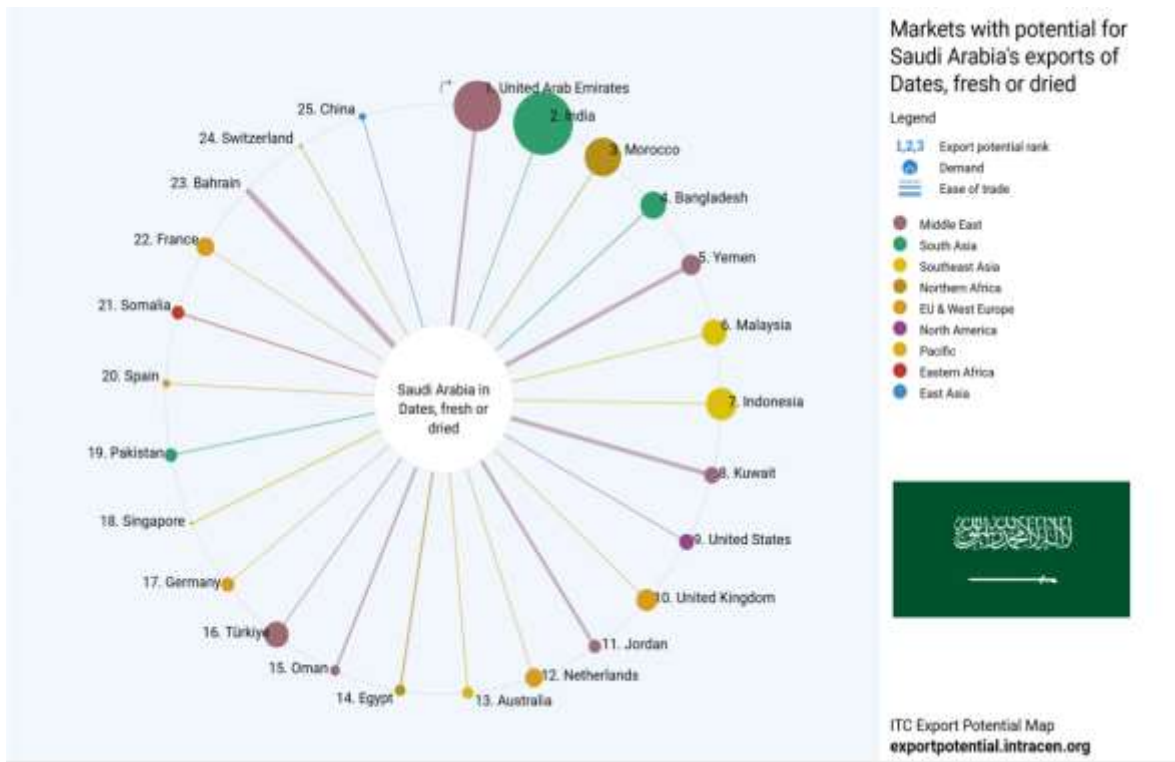 Markets with potential for
Saudi Arabia's exports of
Dates, fresh or dried
Legend
1,2,3 Export potential rank
Demand
Ease of trade
Middle East
South Asia
Southeast Asia
Northern Africa
EU & West Europe
North America
Pacific
Eastern Africa
East Asia
1. United Arab Emirates
2. India
3. Morocco
4. Bangladesh
5. Yemen
6. Malaysia
7. Indonesia
8. Kuwait
9. United States
10. United Kingdom
11. Jordan
12. Netherlands
13. Australia
14. Egypt
15. Oman
16. Türkiye
17. Germany
18. Singapore
19. Pakistan
20. Spain
21. Somalia
22. France
23. Bahrain
24. Switzerland
25. China
Saudi Arabia in
Dates, fresh or
dried
ITC Export Potential Map
exportpotential.intracen.org